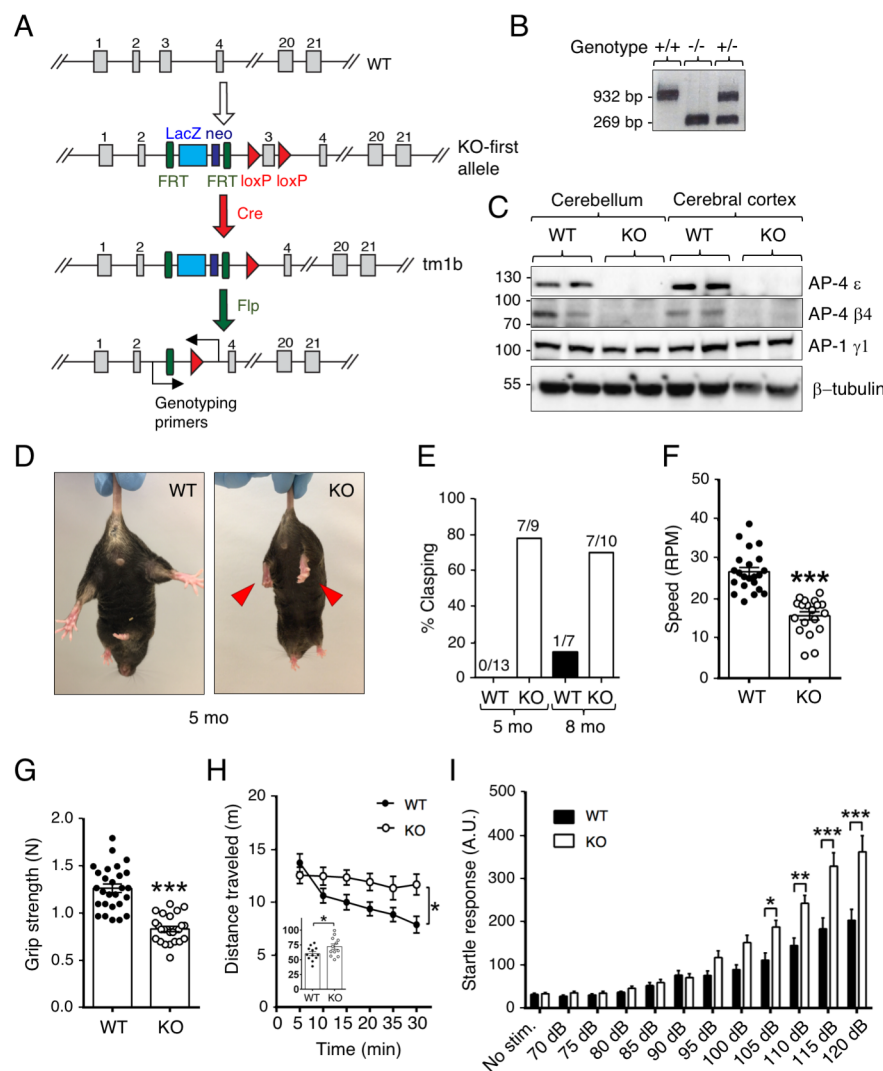 A
1 2 3 4 20 21
WT
LacZ neo
1 2 3 4 20 21
KO-first
allele
FRT FRT loxP loxP
Cre
1 2 4 20 21
tm1b
Flp
1 2 4 20 21
Genotyping
primers
B
Genotype +/+ -/- +/-
932 bp
269 bp
C
Cerebellum Cerebral cortex
WT KO WT KO
130
AP-4 ε
100
AP-4 β4
70
100
AP-1 γ1
55
β–tubulin
D
WT KO
5 mo
E
% Clasping
100
80
60
40
20
0
0/13 7/9 1/7 7/10
WT KO WT KO
5 mo 8 mo
F
Speed (RPM)
50
40
30
20
10
0
***
WT KO
G
Grip strength (N)
2.0
1.5
1.0
0.5
0.0
***
WT KO
H
Distance traveled (m)
20
15
10
5
0
WT
KO
*
*
100
75
50
25
0
WT KO
5 10 15 20 35 30
Time (min)
I
Startle response (A.U.)
500
400
300
200
100
0
WT
KO
* ** *** ***
No stim. 70 dB 75 dB 80 dB 85 dB 90 dB 95 dB 100 dB 105 dB 110 dB 115 dB 120 dB